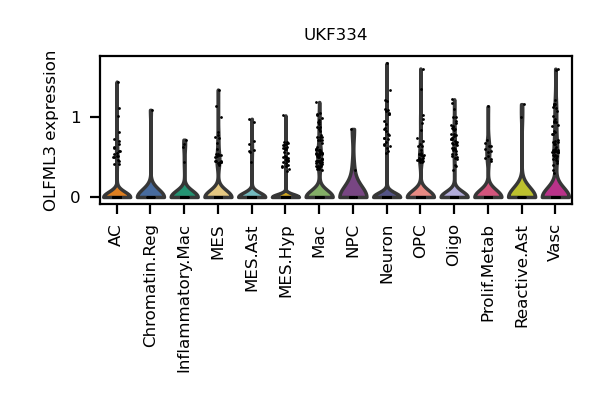 UKF334
OLFML3 expression
1
0
AC
Chromatin.Reg
Inflammatory.Mac
MES
MES.Ast
MES.Hyp
Mac
NPC
Neuron
OPC
Oligo
Prolif.Metab
Reactive.Ast
Vasc